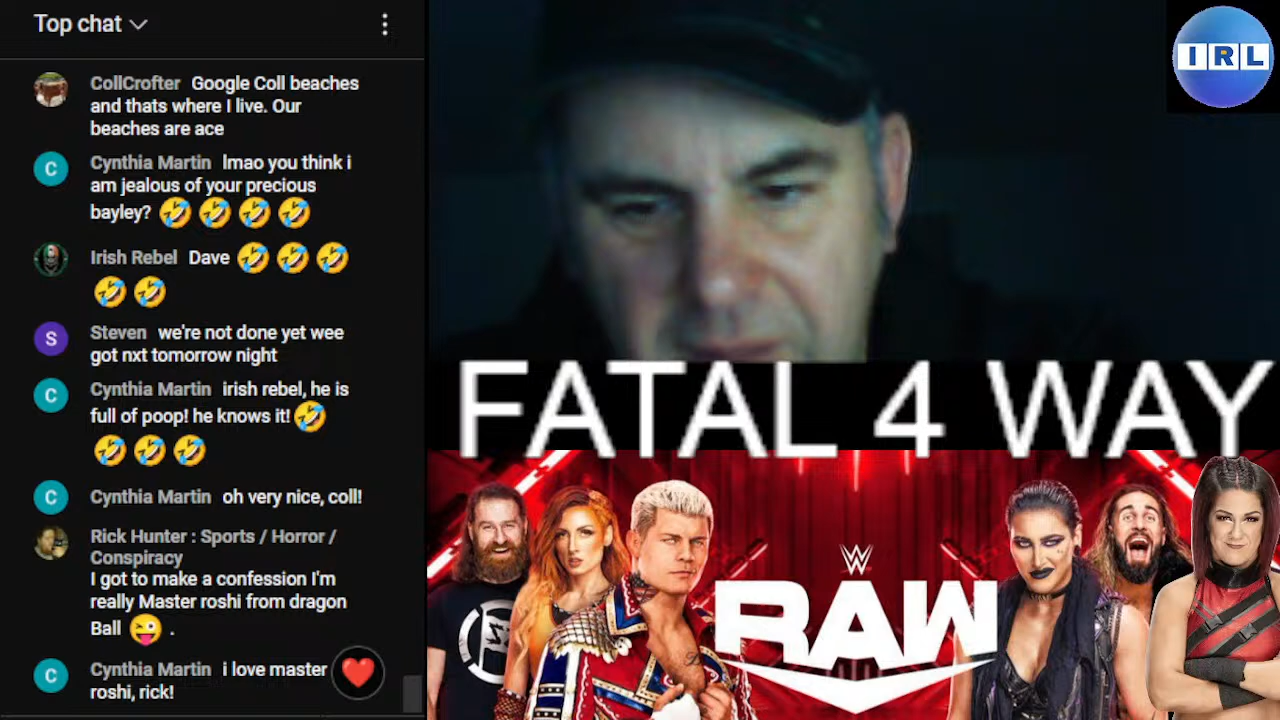 Top chat
CollCrofter Google Coll beaches
and thats where I live. Our
beaches are ace
Cynthia Martin lmao you think i
am jealous of your precious
bayley? 🤣 🤣 🤣 🤣
Irish Rebel Dave 🤣 🤣 🤣
🤣 🤣
Steven we're not done yet wee
got nxt tomorrow night
Cynthia Martin irish rebel, he is
full of poop! he knows it! 🤣
🤣 🤣 🤣
Cynthia Martin oh very nice, coll!
Rick Hunter : Sports / Horror /
Conspiracy
I got to make a confession I'm
really Master roshi from dragon
Ball 😜 .
Cynthia Martin i love master
roshi, rick!
C
C
S
C
C
C
IRL
FATAL 4 WAY
W
RAW